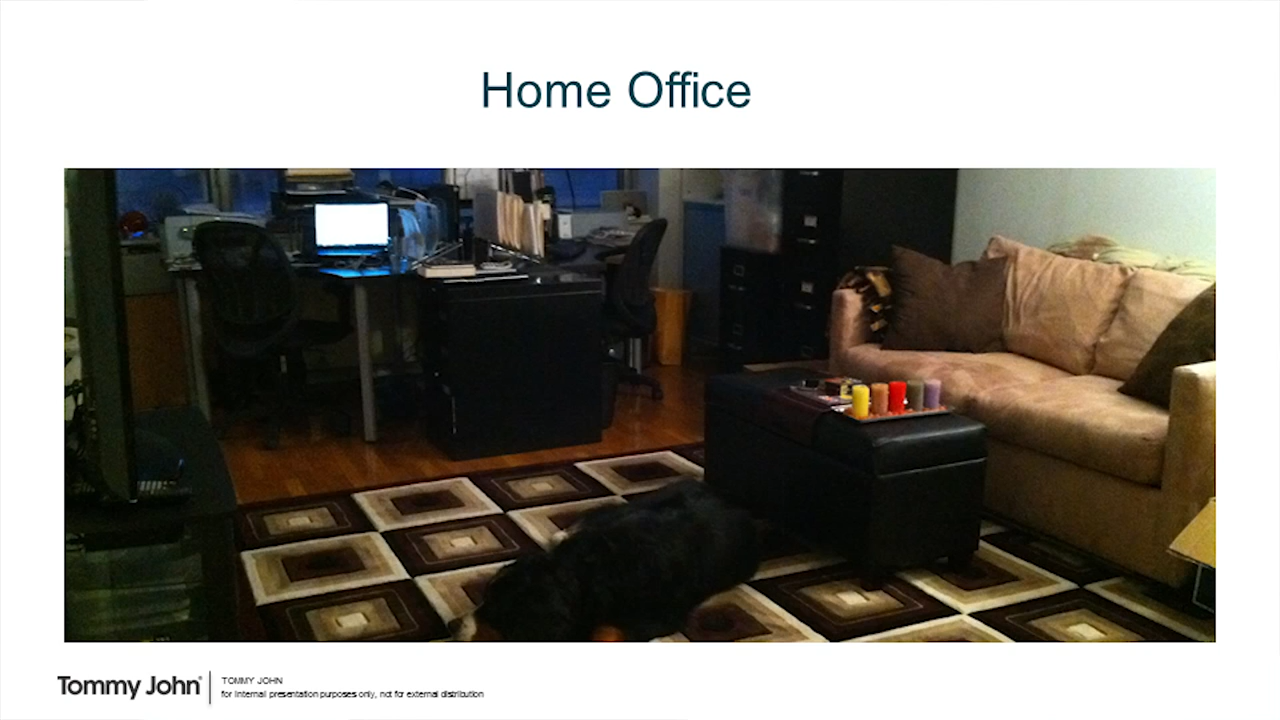 Home Office
Tommy John®
TOMMY JOHN
for internal presentation purposes only, not for external distribution